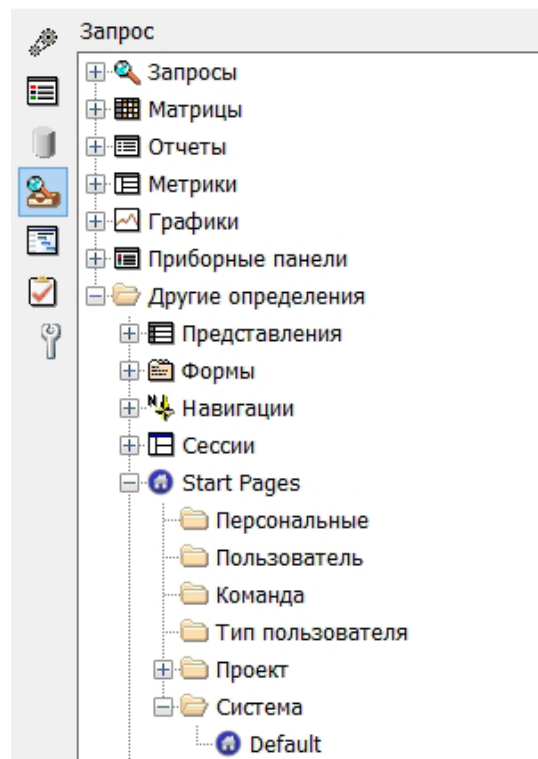 Запрос
Запросы
Матрицы
Отчеты
Метрики
Графики
Приборные панели
Другие определения
Представления
Формы
Навигации
Сессии
Start Pages
Персональные
Пользователь
Команда
Тип пользователя
Проект
Система
Default